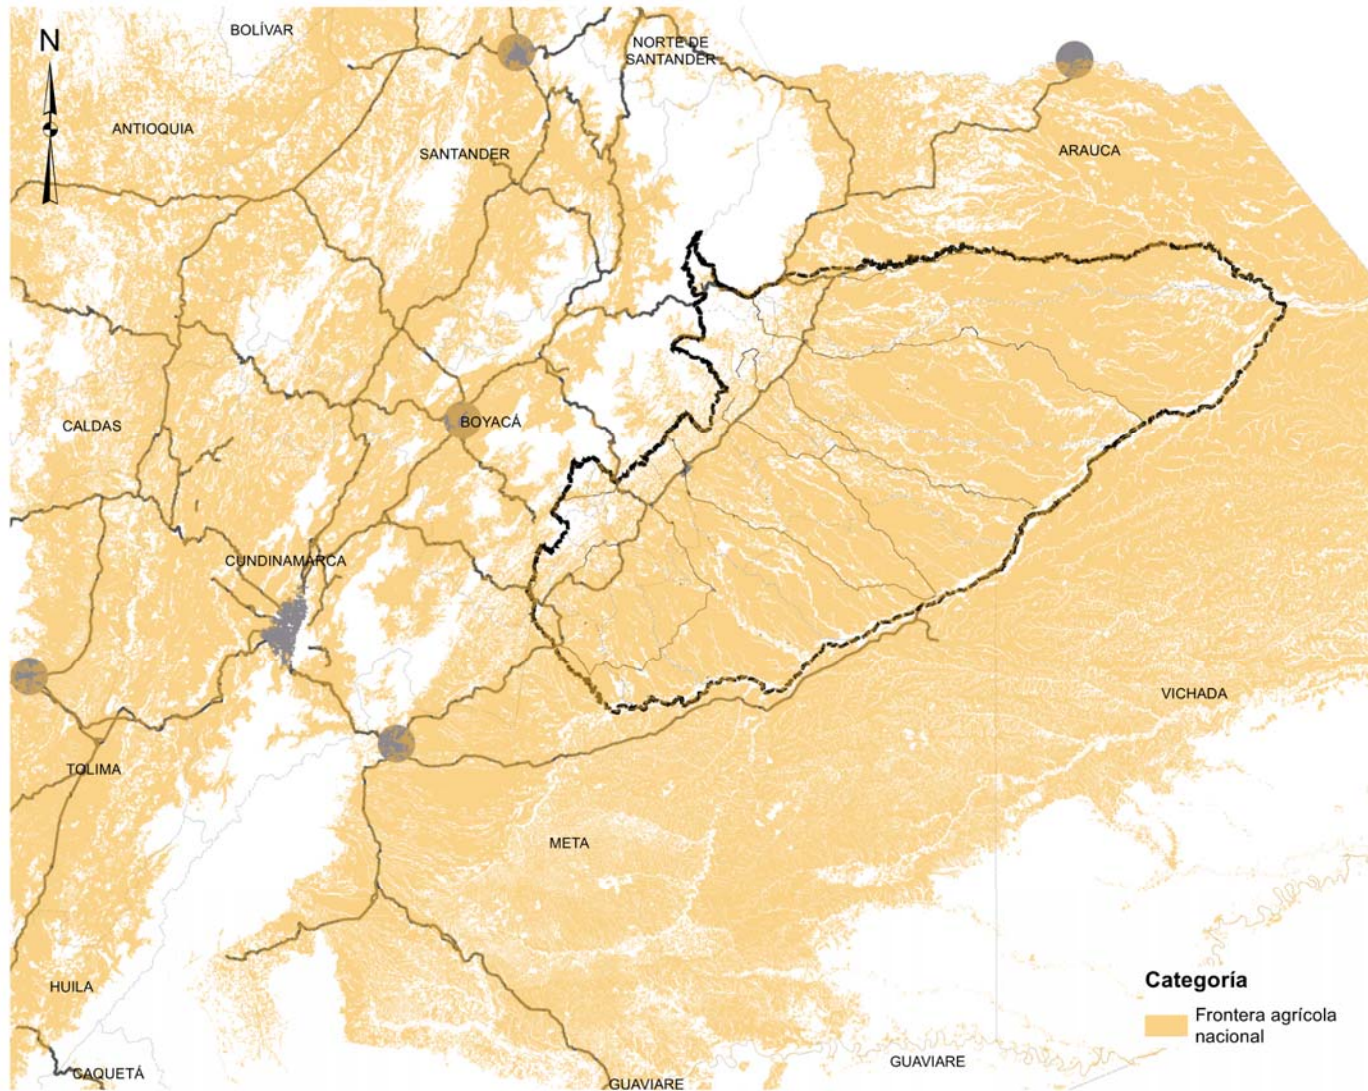 BOLÍVAR
N
NORTE DE
SANTANDER
ANTIOQUIA
SANTANDER
ARAUCA
CALDAS
BOYACÁ
CUNDINAMARCA
VICHADA
TOLIMA
META
Categoría
HUILA
Frontera agrícola
nacional
GUAVIARE
CAQUETÁ
GUAVIARE